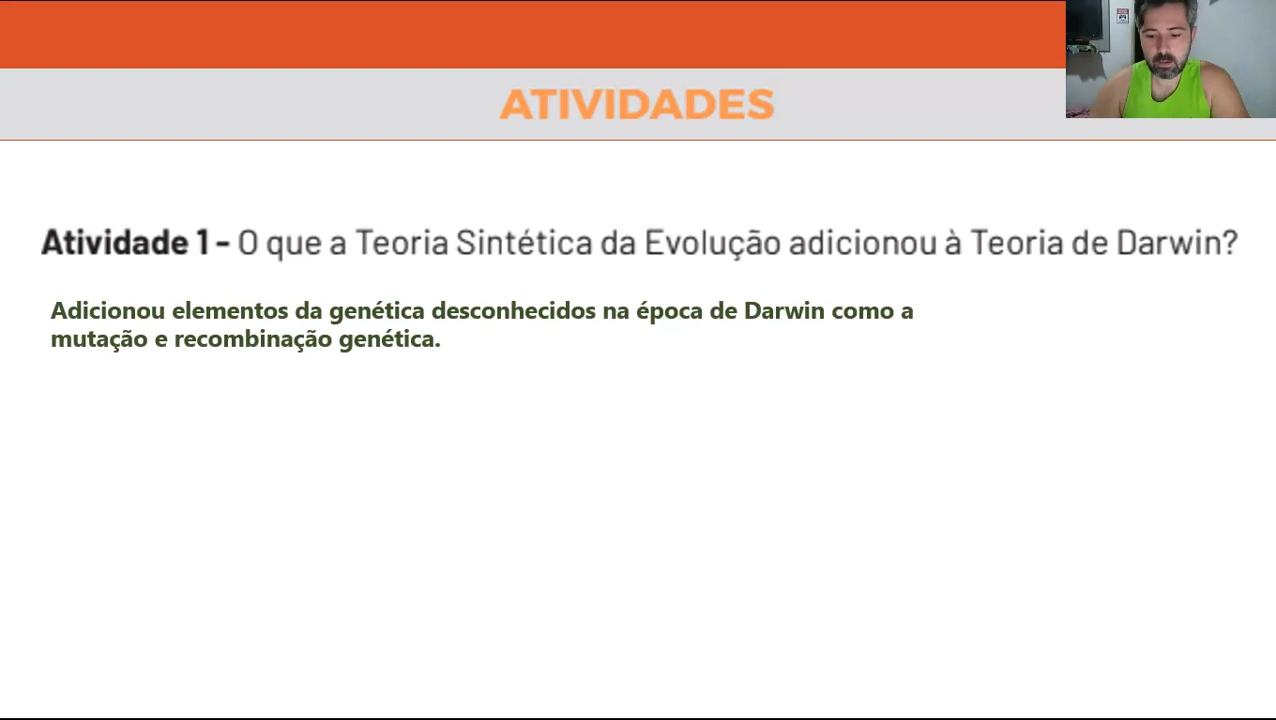 ATIVIDADES
Atividade 1 - O que a Teoria Sintética da Evolução adicionou à Teoria de Darwin?
Adicionou elementos da genética desconhecidos na época de Darwin como a
mutação e recombinação genética.